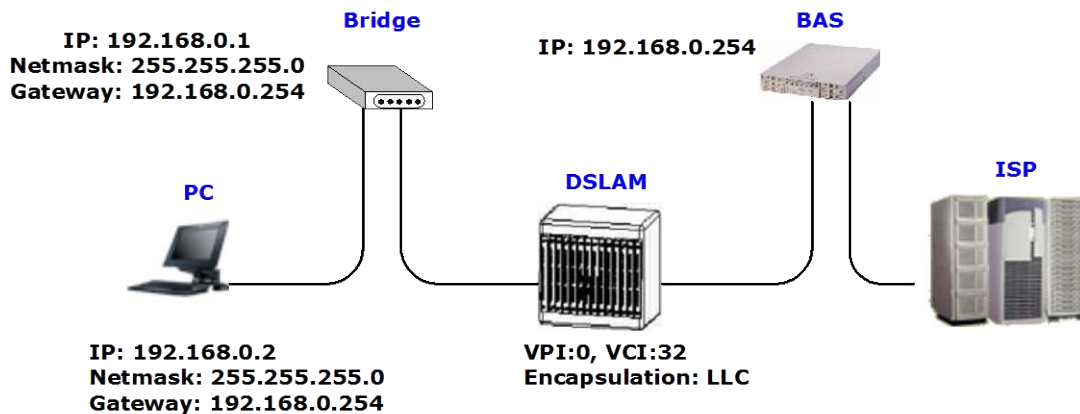 Bridge
IP: 192.168.0.1
Netmask: 255.255.255.0
Gateway: 192.168.0.254
BAS
IP: 192.168.0.254
PC
IP: 192.168.0.2
Netmask: 255.255.255.0
Gateway: 192.168.0.254
DSLAM
VPI:0, VCI:32
Encapsulation: LLC
ISP